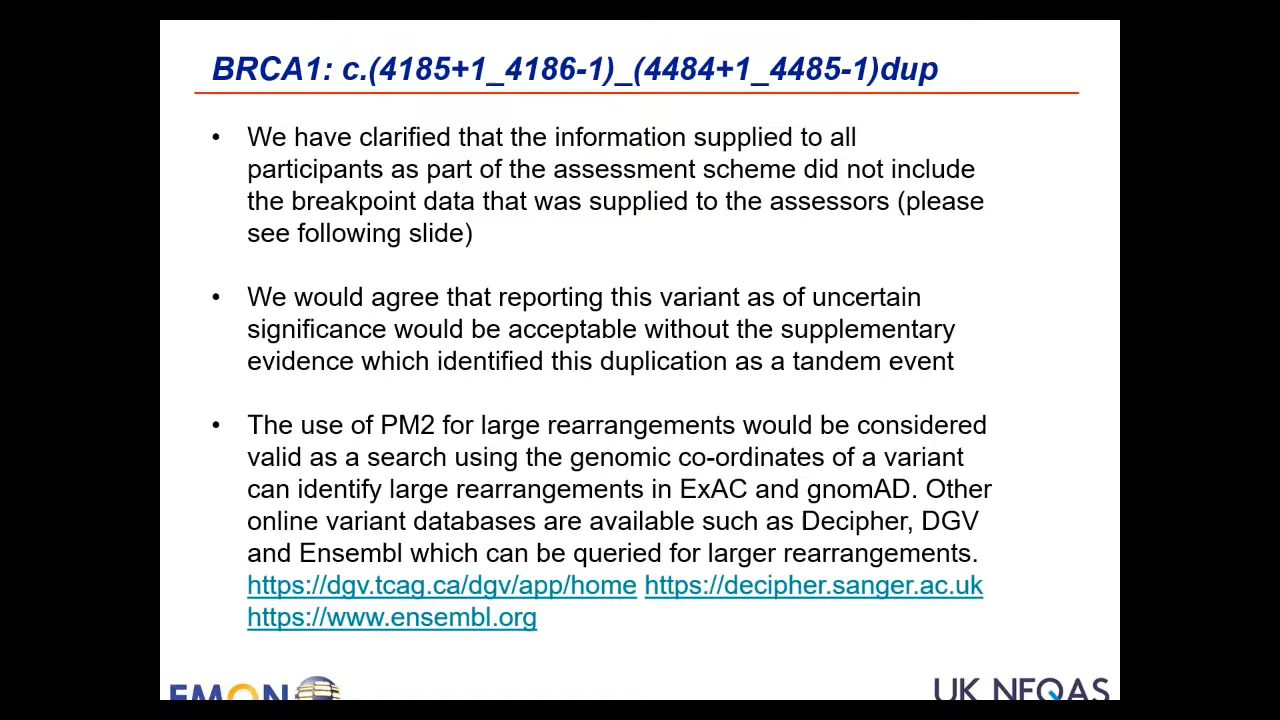 BRCA1: c.(4185+1_4186-1)_(4484+1_4485-1)dup
• We have clarified that the information supplied to all
participants as part of the assessment scheme did not include
the breakpoint data that was supplied to the assessors (please
see following slide)
• We would agree that reporting this variant as of uncertain
significance would be acceptable without the supplementary
evidence which identified this duplication as a tandem event
• The use of PM2 for large rearrangements would be considered
valid as a search using the genomic co-ordinates of a variant
can identify large rearrangements in ExAC and gnomAD. Other
online variant databases are available such as Decipher, DGV
and Ensembl which can be queried for larger rearrangements.
https://dgv.tcag.ca/dgv/app/home https://decipher.sanger.ac.uk
https://www.ensembl.org
EMQN
UK NEQAS